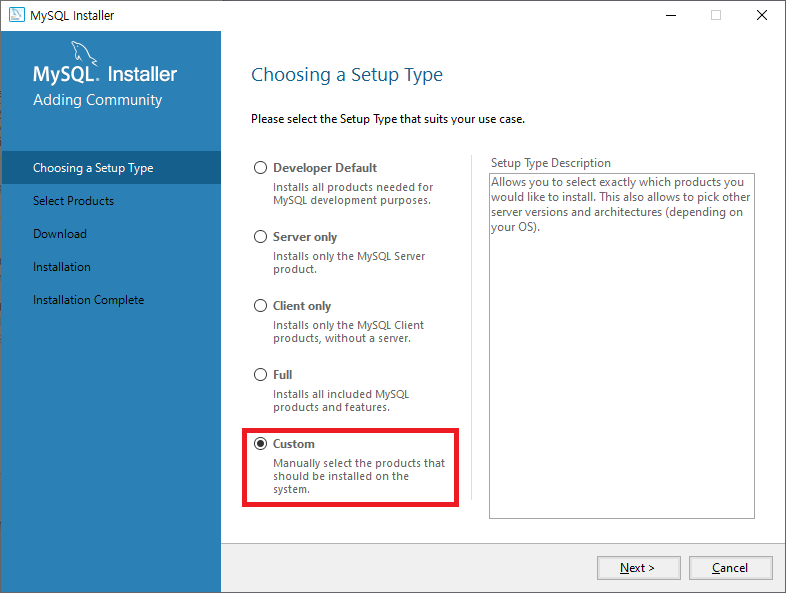 MySQL Installer
MySQL. Installer
Adding Community
Choosing a Setup Type
Select Products
Download
Installation
Installation Complete
Choosing a Setup Type
Please select the Setup Type that suits your use case.
Developer Default
Installs all products needed for
MySQL development purposes.
Server only
Installs only the MySQL Server
product.
Client only
Installs only the MySQL Client
products, without a server.
Full
Installs all included MySQL
products and features.
Custom
Manually select the products that
should be installed on the
system.
Setup Type Description
Allows you to select exactly which products you
would like to install. This also allows to pick other
server versions and architectures (depending on
your OS).
Next >
Cancel